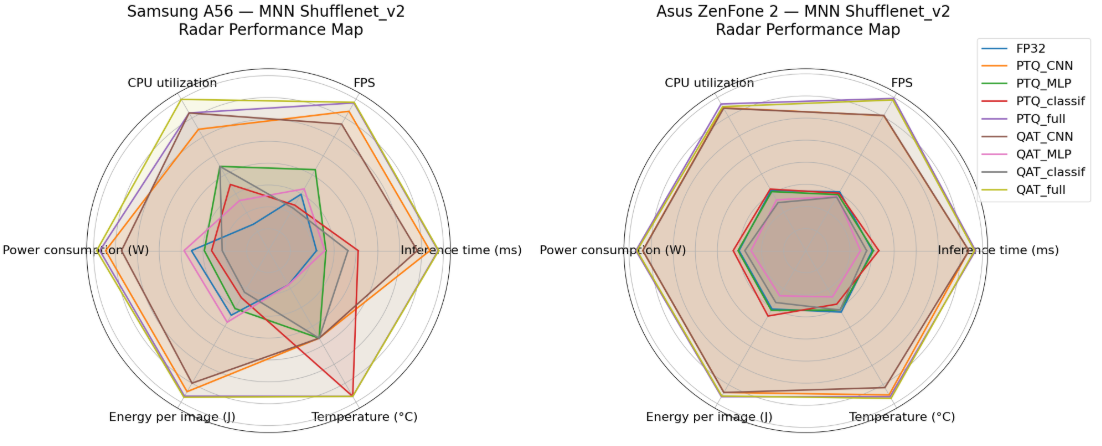 Samsung A56 — MNN Shufflenet_v2
Radar Performance Map
CPU utilization
FPS
Power consumption (W)
Inference time (ms)
Energy per image (J)
Temperature (°C)
Asus ZenFone 2 — MNN Shufflenet_v2
Radar Performance Map
CPU utilization
FPS
Power consumption (W)
Inference time (ms)
Energy per image (J)
Temperature (°C)
FP32
PTQ_CNN
PTQ_MLP
PTQ_classif
PTQ_full
QAT_CNN
QAT_MLP
QAT_classif
QAT_full